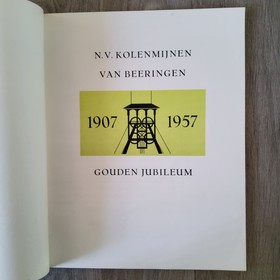 N.V. KOLENMIJNEN
VAN BEERINGEN
1907 1957
GOUDEN JUBILEUM